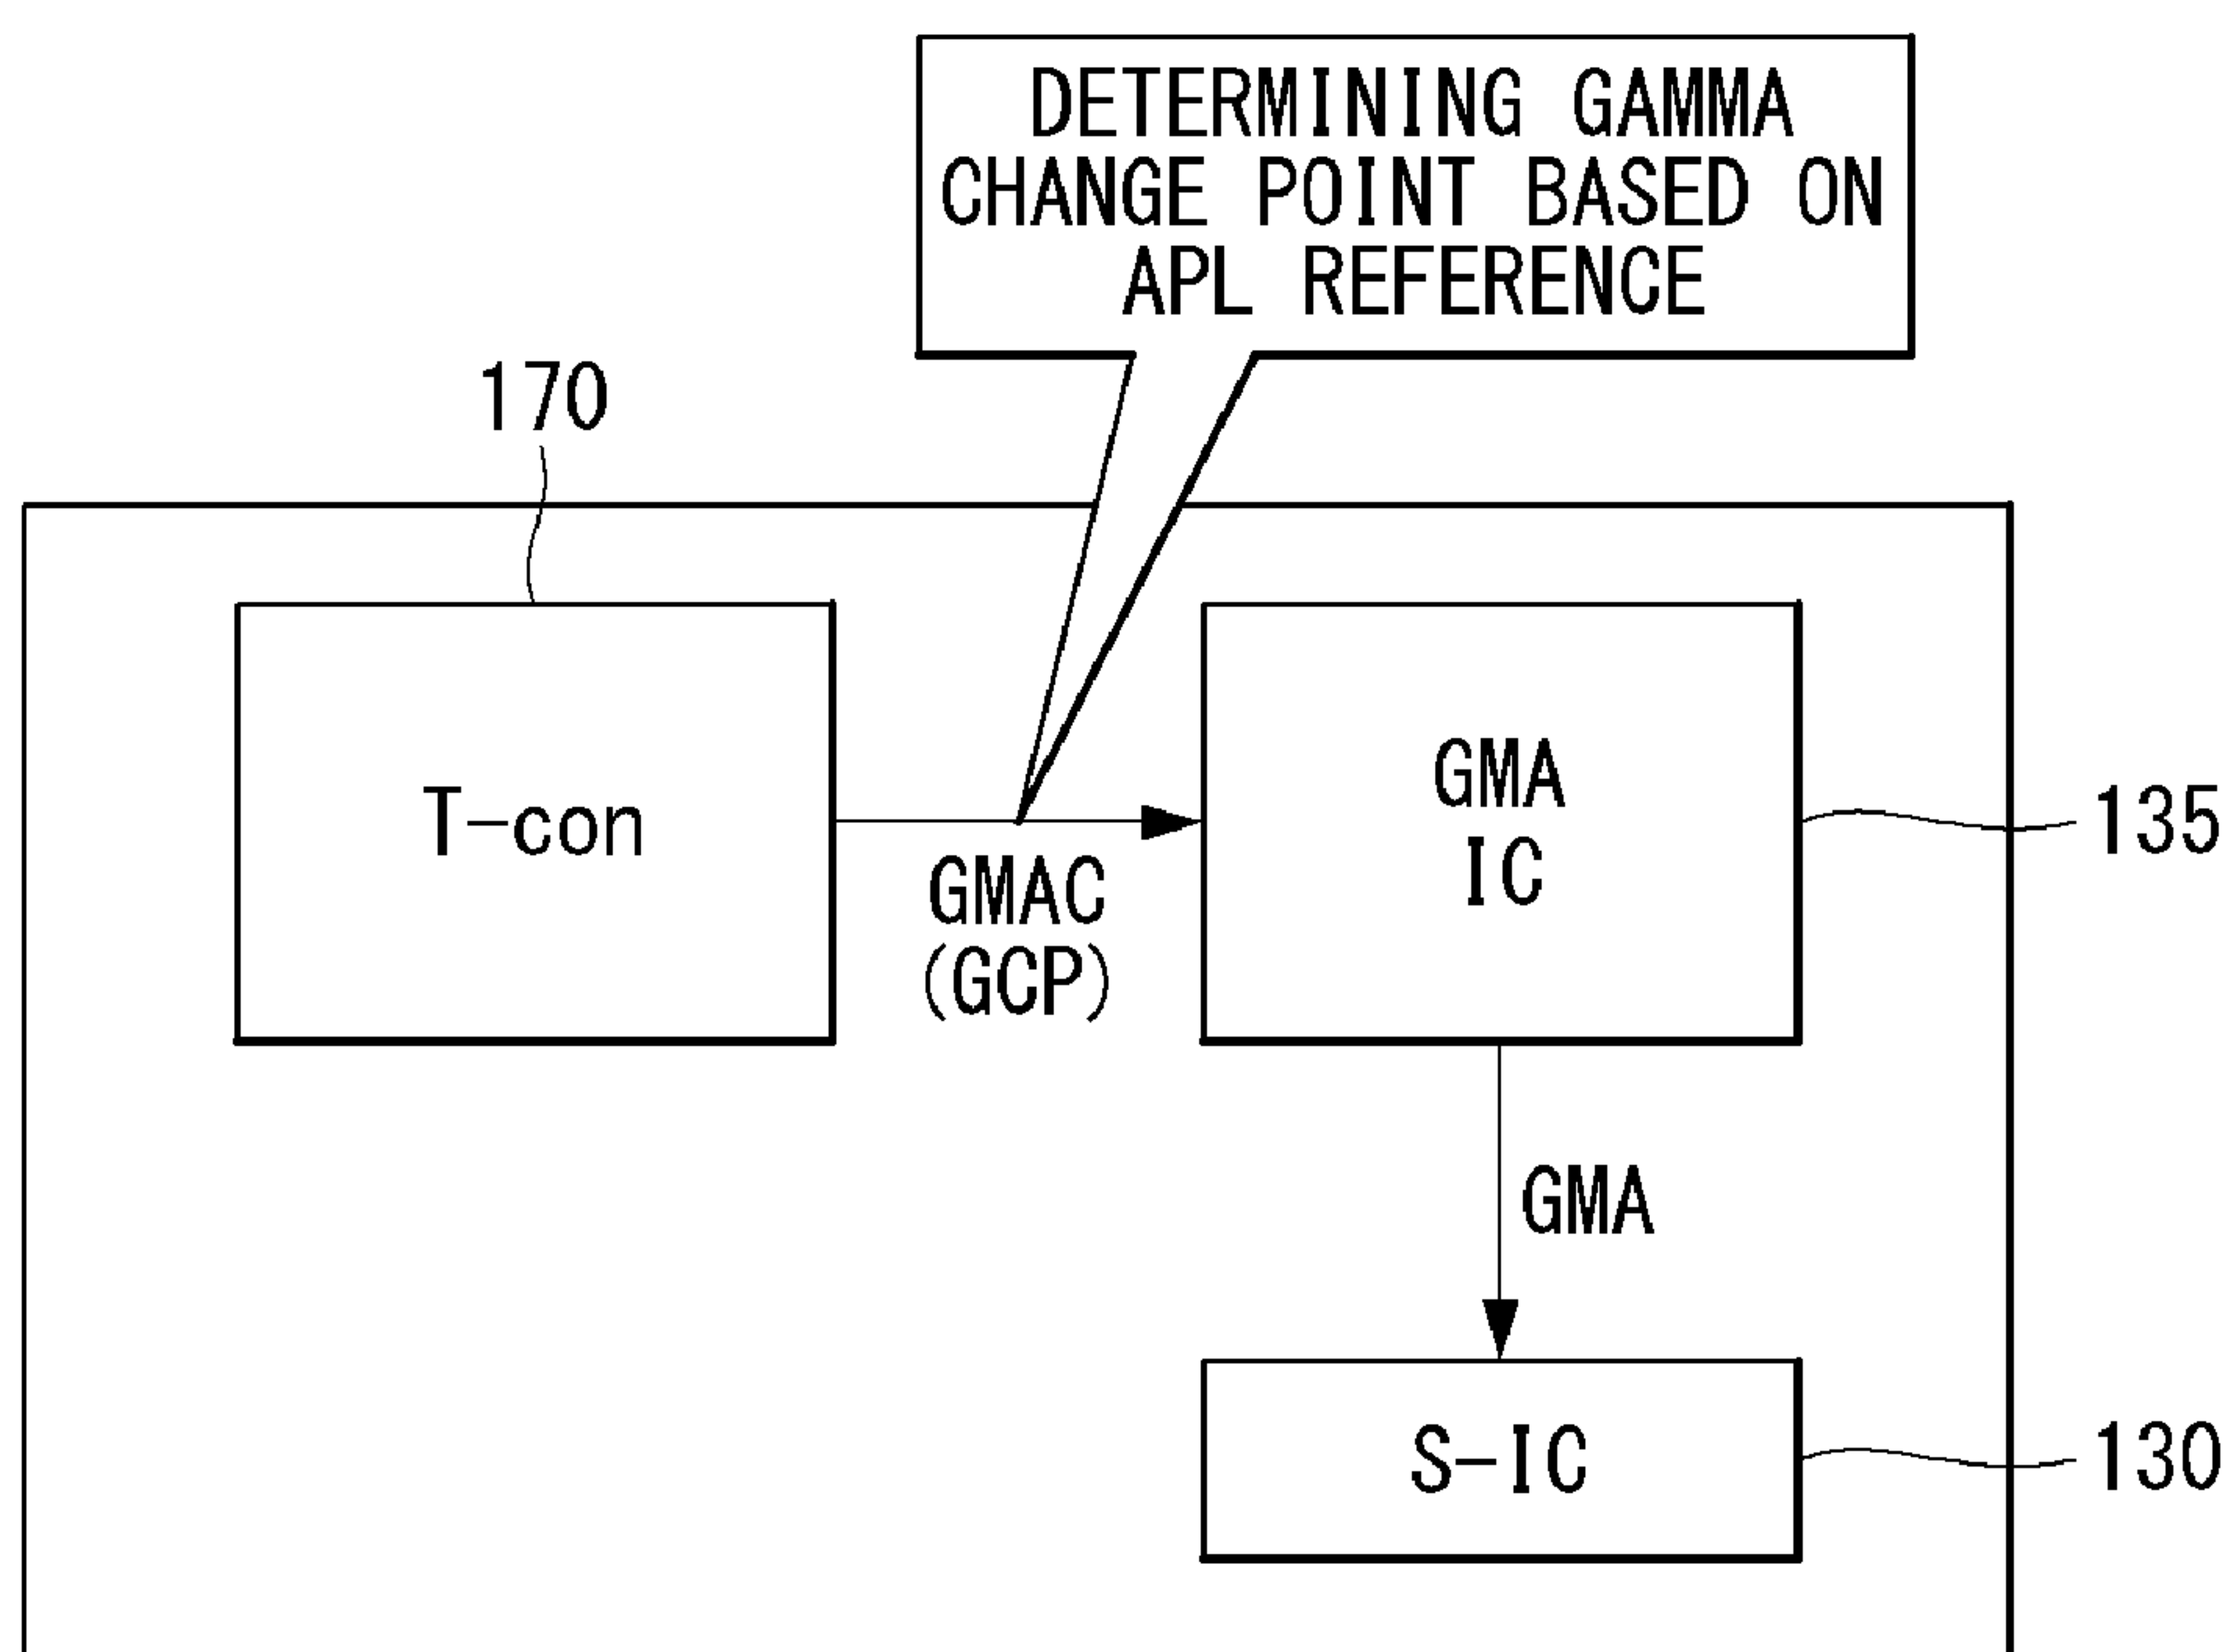 DETERMINING GAMMA
CHANGE POINT BASED ON
APL REFERENCE
170
T-con
GMAC
(GCP)
GMA
IC
135
GMA
S-IC
130